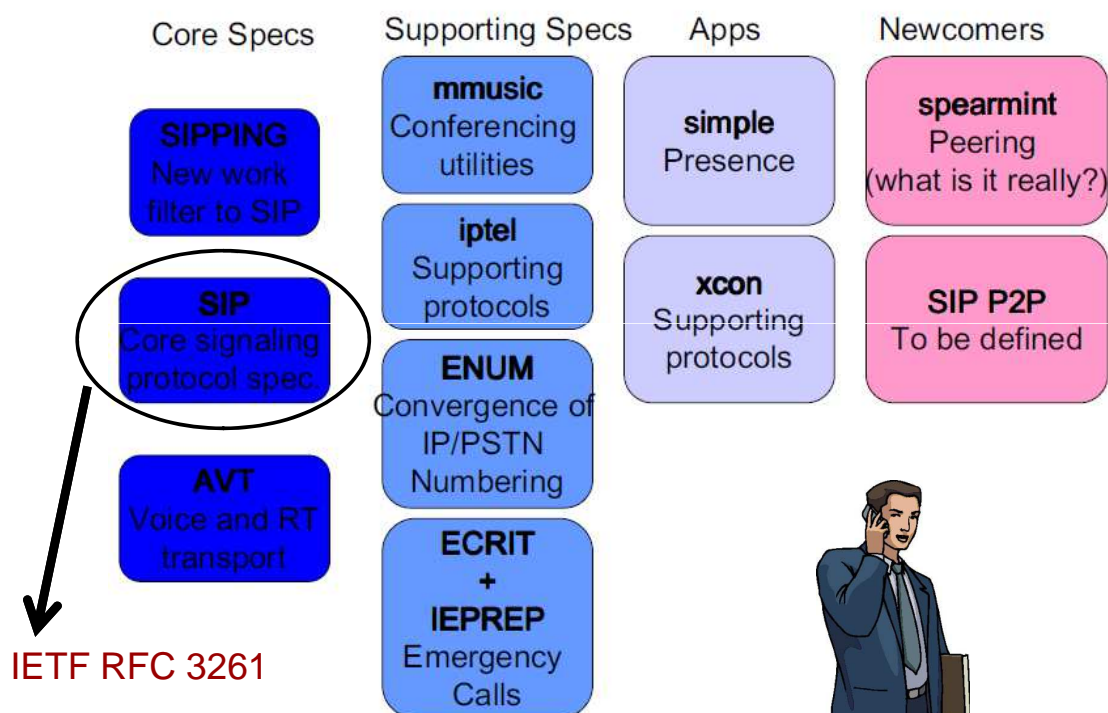 Core Specs
SIPPING
New work
filter to SIP
SIP
Core signaling
protocol spec.
AVT
Voice and RT
transport
IETF RFC 3261
Supporting Specs
mmusic
Conferencing
utilities
iptel
Supporting
protocols
ENUM
Convergence of
IP/PSTN
Numbering
ECRIT
+
IEPREP
Emergency
Calls
Apps
simple
Presence
xcon
Supporting
protocols
Newcomers
spearmint
Peering
(what is it really?)
SIP P2P
To be defined